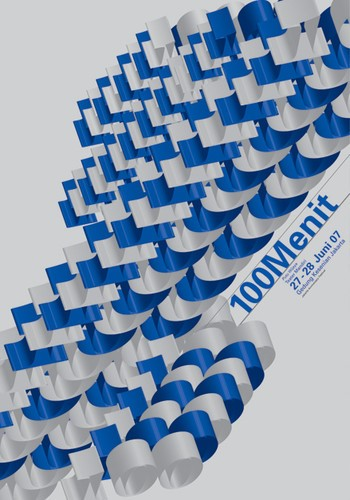 100Menit
27 - 28 Juni 07
Gedung Kesenian Jakarta